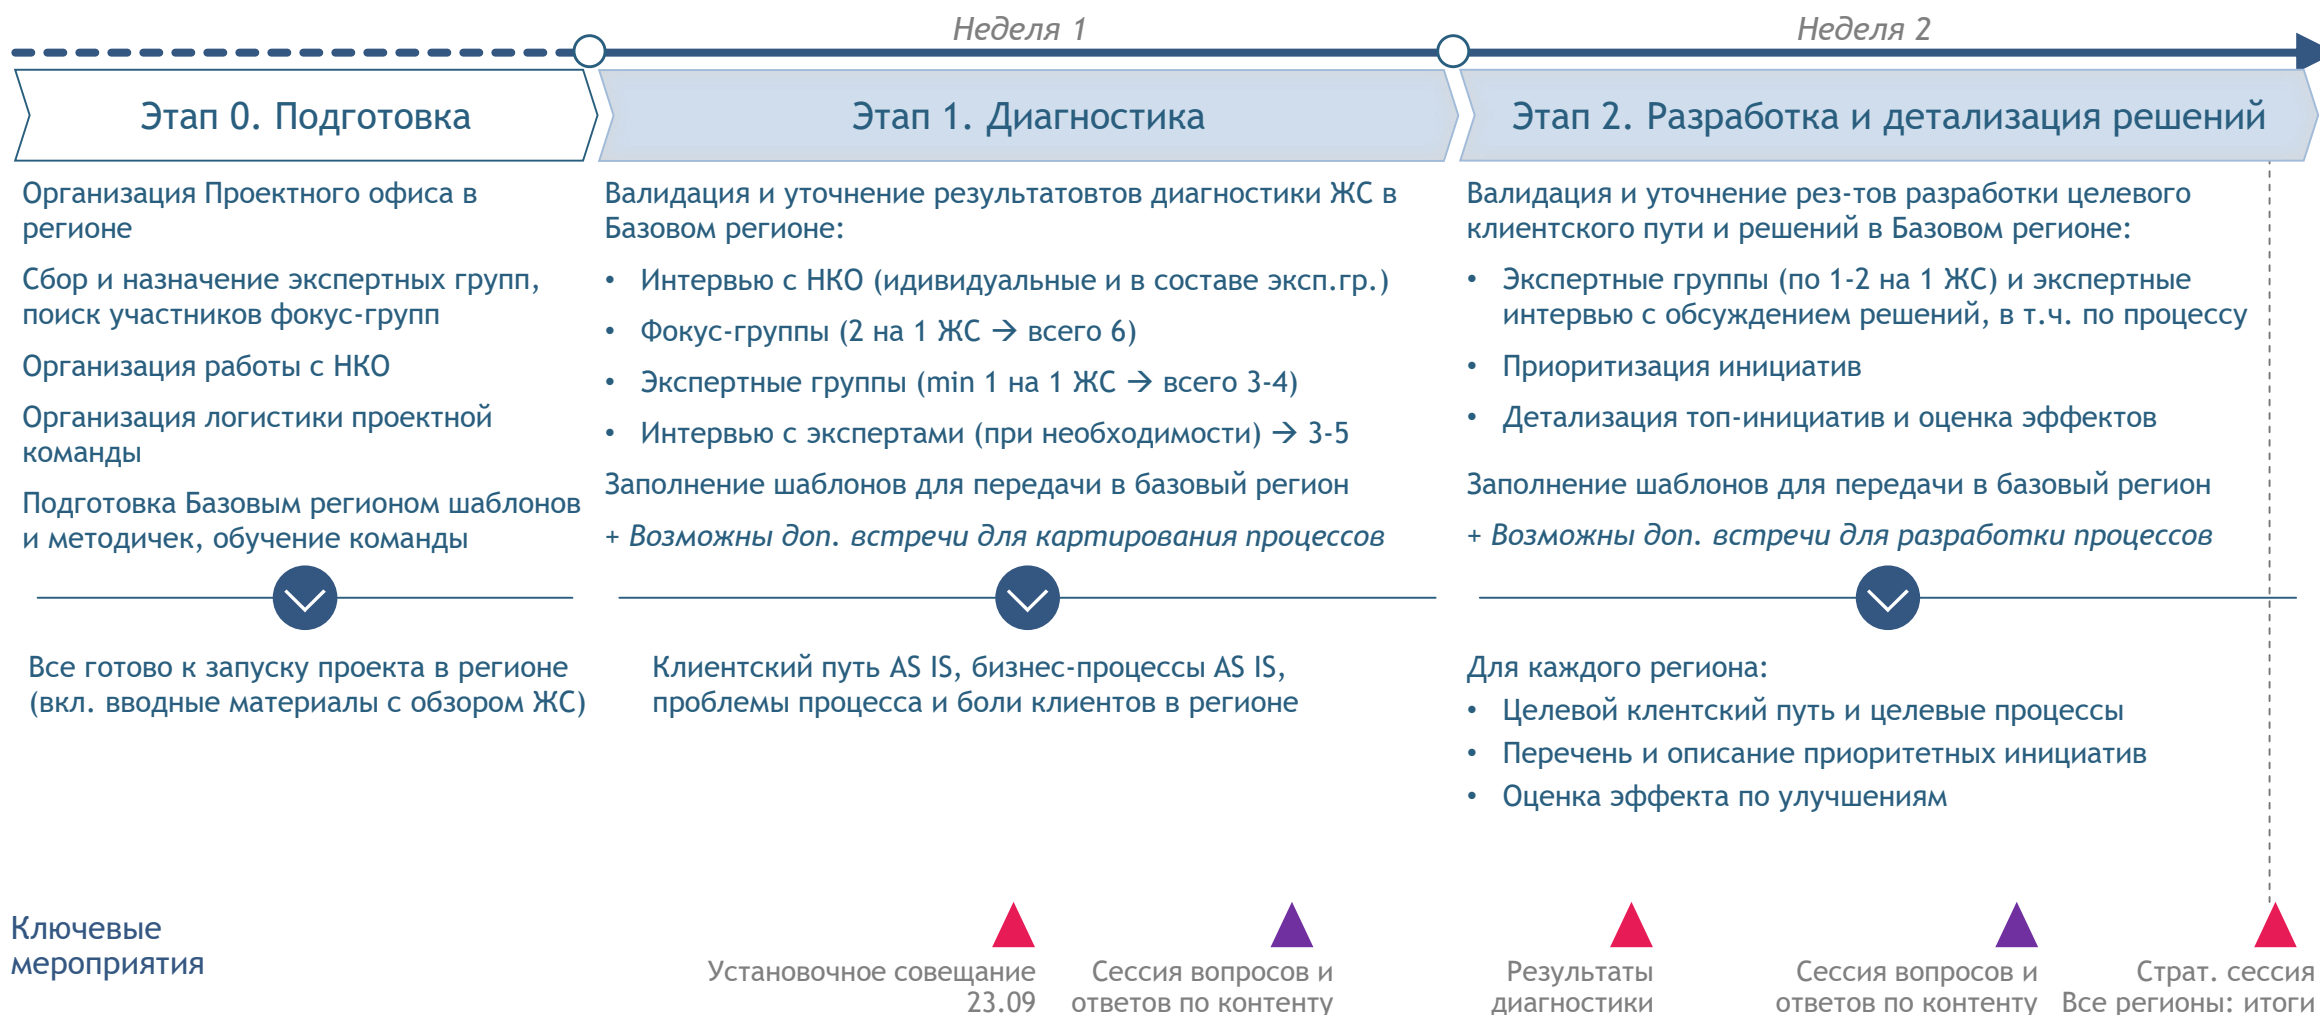 Неделя 1
Неделя 2
Этап 0. Подготовка
Этап 1. Диагностика
Этап 2. Разработка и детализация решений
Организация Проектного офиса в
регионе
Сбор и назначение экспертных групп,
поиск участников фокус-групп
Организация работы с НКО
Организация логистики проектной
команды
Подготовка Базовым регионом шаблонов
и методичек, обучение команды
Валидация и уточнение результатовтов диагностики ЖС в
Базовом регионе:
• Интервью с НКО (идивидуальные и в составе эксп.гр.)
• Фокус-группы (2 на 1 ЖС → всего 6)
• Экспертные группы (min 1 на 1 ЖС → всего 3-4)
• Интервью с экспертами (при необходимости) → 3-5
Заполнение шаблонов для передачи в базовый регион
+ Возможны доп. встречи для картирования процессов
Валидация и уточнение рез-тов разработки целевого
клиентского пути и решений в Базовом регионе:
• Экспертные группы (по 1-2 на 1 ЖС) и экспертные
интервью с обсуждением решений, в т.ч. по процессу
• Приоритизация инициатив
• Детализация топ-инициатив и оценка эффектов
Заполнение шаблонов для передачи в базовый регион
+ Возможны доп. встречи для разработки процессов
Все готово к запуску проекта в регионе
(вкл. вводные материалы с обзором ЖС)
Клиентский путь AS IS, бизнес-процессы AS IS,
проблемы процесса и боли клиентов в регионе
Для каждого региона:
• Целевой клентский путь и целевые процессы
• Перечень и описание приоритетных инициатив
• Оценка эффекта по улучшениям
Ключевые
мероприятия
Установочное совещание
23.09
Сессия вопросов и
ответов по контенту
Результаты
диагностики
Сессия вопросов и
ответов по контенту
Страт. сессия
Все регионы: итоги